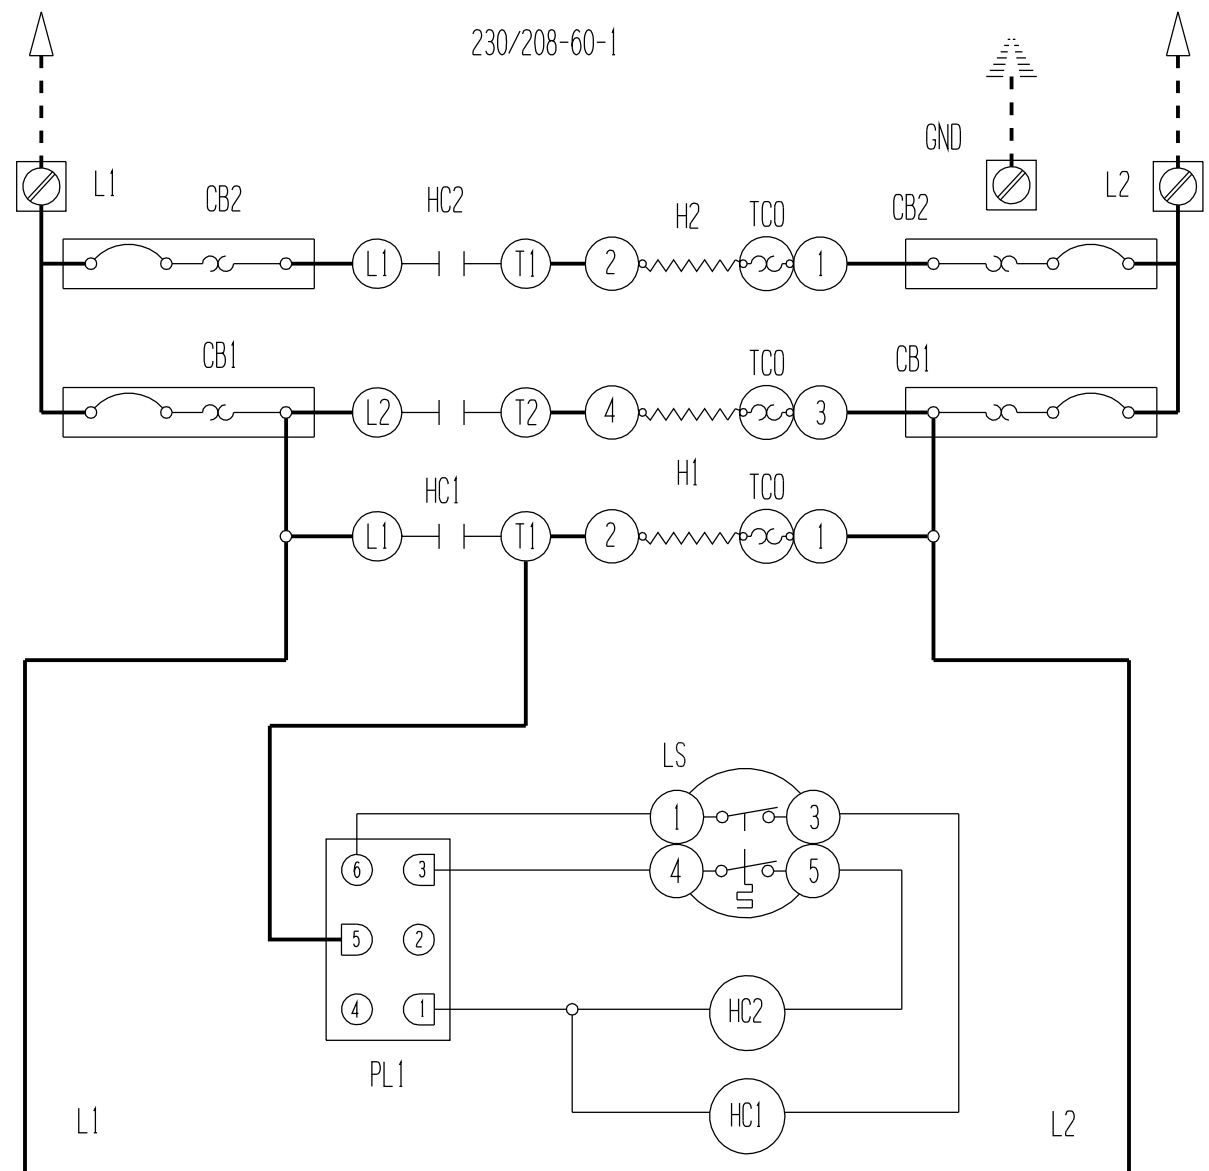 230/208-60-1
GND
L1 CB2 HC2 H2 TCO CB2 L2
L1 T1 2 1
CB1 TCO CB1
L2 T2 4 3
HC1 H1 TCO
L1 T1 2 1
LS
1 3
6 3 4 5
5 2
4 1 HC2
PL1
HC1
L1 L2